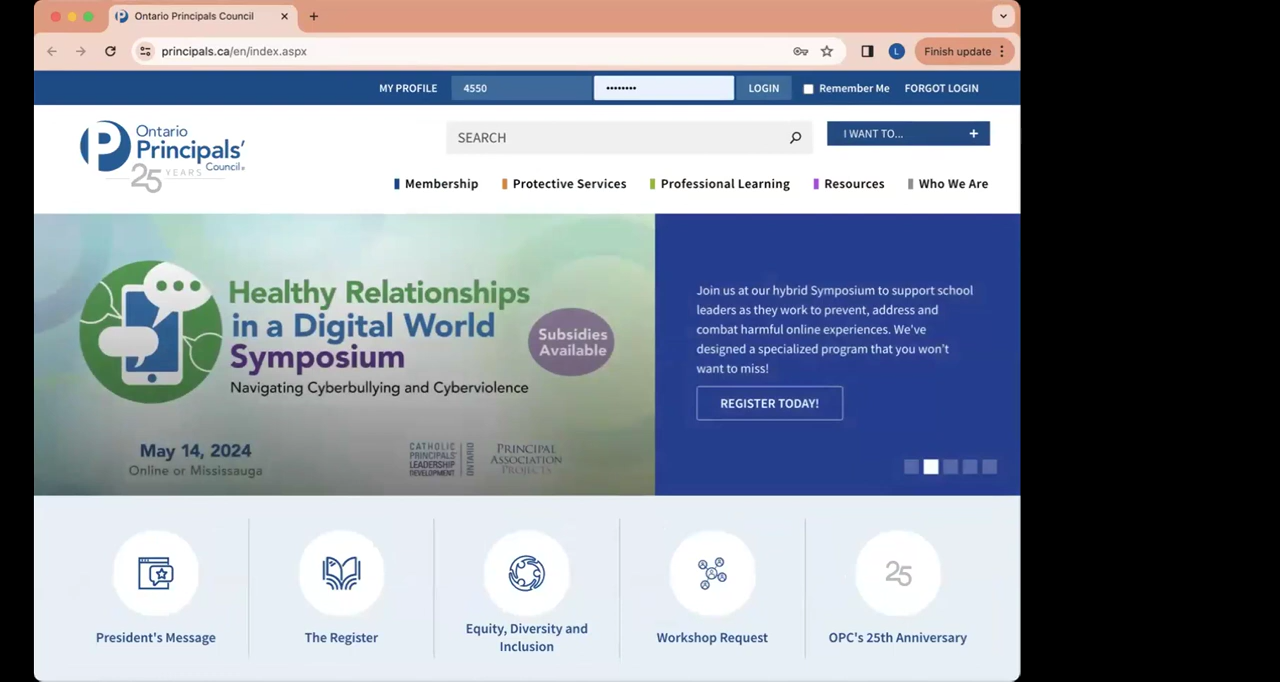 Ontario Principals Council
principals.ca/en/index.aspx
L
Finish update
MY PROFILE
4550
••••••••
LOGIN
Remember Me
FORGOT LOGIN
Ontario
Principals'
Council
25 YEARS
SEARCH
I WANT TO...
+
Membership
Protective Services
Professional Learning
Resources
Who We Are
Healthy Relationships
in a Digital World
Symposium
Navigating Cyberbullying and Cyberviolence
Subsidies
Available
May 14, 2024
Online or Mississauga
CATHOLIC
PRINCIPALS'
LEADERSHIP
DEVELOPMENT
ONTARIO
PRINCIPAL
ASSOCIATION
PROJECTS
Join us at our hybrid Symposium to support school
leaders as they work to prevent, address and
combat harmful online experiences. We've
designed a specialized program that you won't
want to miss!
REGISTER TODAY!
President's Message
The Register
Equity, Diversity and
Inclusion
Workshop Request
25
OPC's 25th Anniversary